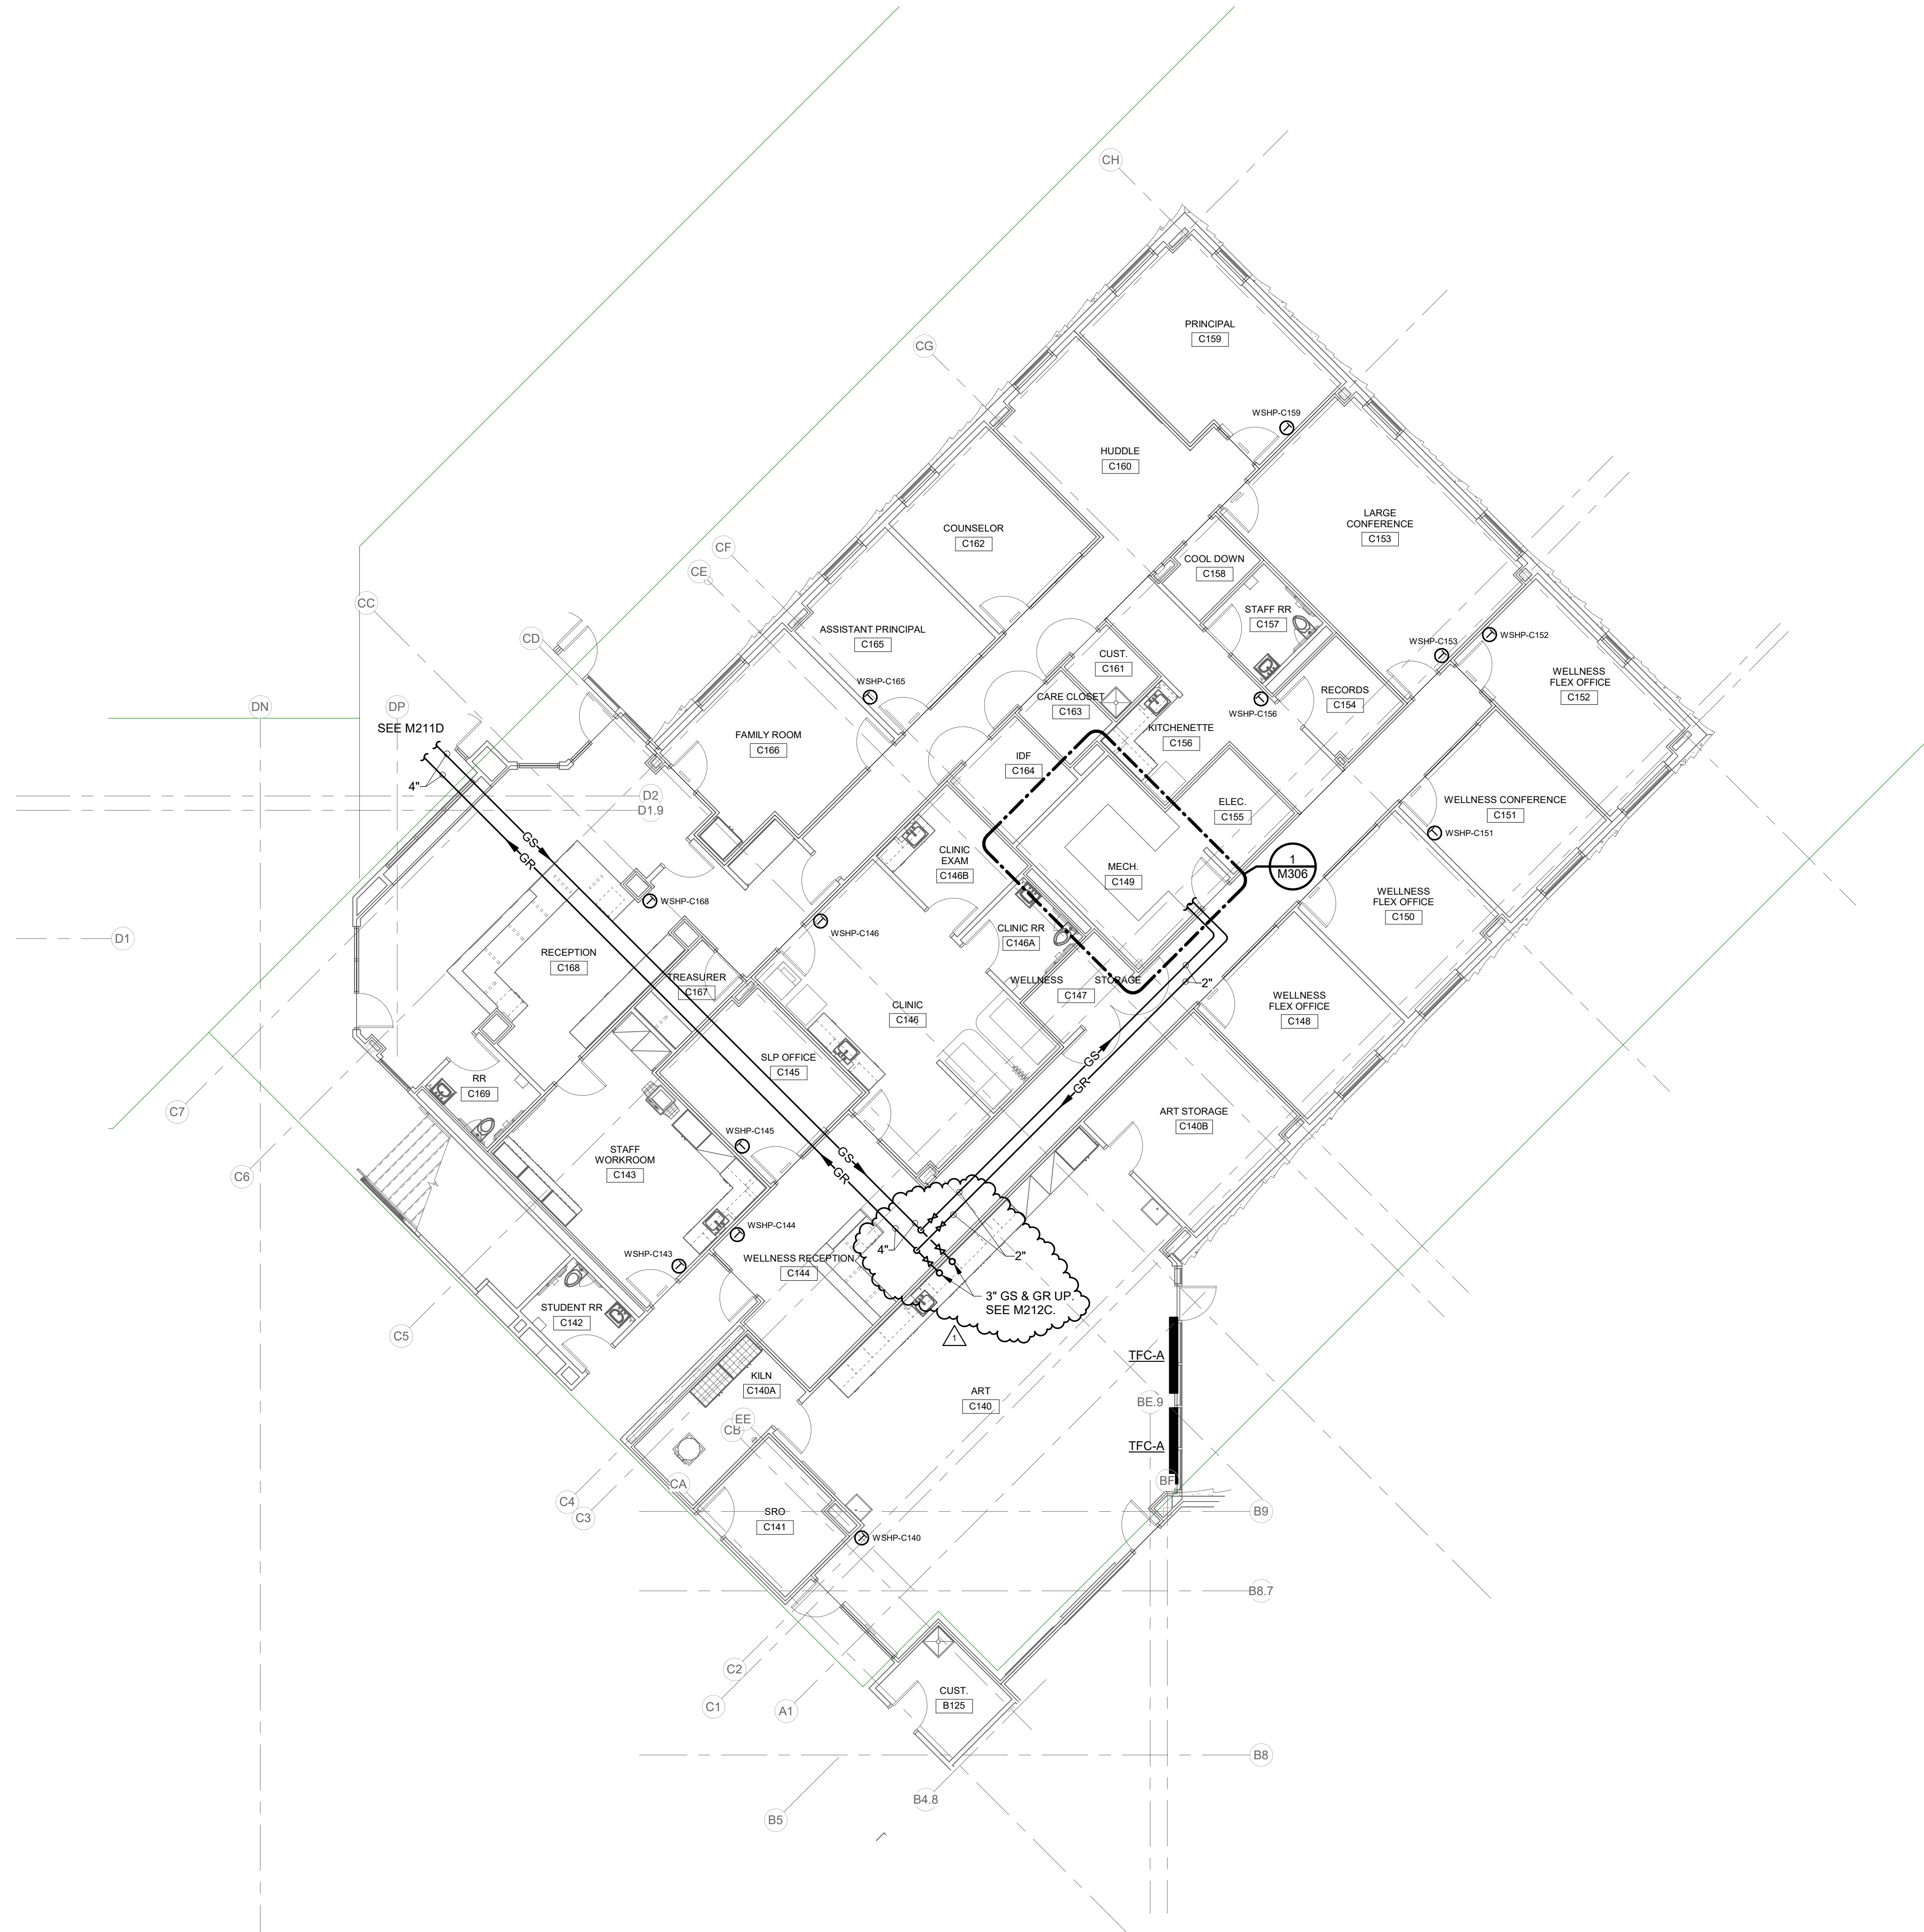 CH
PRINCIPAL
C159
CG
WSHP-C159
HUDDLE
C160
LARGE
CONFERENCE
C153
COUNSELOR
C162
CF
CE
COOL DOWN
C158
CC
STAFF RR
C157
ASSISTANT PRINCIPAL
C165
CD
WSHP-C153
WSHP-C152
CUST.
C161
WELLNESS
FLEX OFFICE
C152
WSHP-C165
RECORDS
C154
CARE CLOSET
C163
WSHP-C156
DN
DP
SEE M211D
KITCHENETTE
C156
FAMILY ROOM
C166
IDF
C164
4"
D2
D1.9
ELEC.
C155
WELLNESS CONFERENCE
C151
WSHP-C151
GS
GR
CLINIC
EXAM
C146B
MECH.
C149
1
M306
WELLNESS
FLEX OFFICE
C150
WSHP-C168
WSHP-C146
CLINIC RR
C146A
D1
RECEPTION
C168
TREASURER
C167
WELLNESS STORAGE
C147
2"
CLINIC
C146
WELLNESS
FLEX OFFICE
C148
SLP OFFICE
C145
GS
GR
RR
C169
C7
ART STORAGE
C140B
WSHP-C145
STAFF
WORKROOM
C143
GS
GR
C6
WSHP-C144
WSHP-C143
WELLNESS RECEPTION
C144
4"
2"
3" GS & GR UP.
SEE M212C.
STUDENT RR
C142
C5
1
TFC-A
KILN
C140A
ART
C140
BE.9
EE
CB
TFC-A
CA
BF
C4
C3
SRO
C141
B9
WSHP-C140
B8.7
C2
C1
A1
CUST.
B125
B8
B4.8
B5